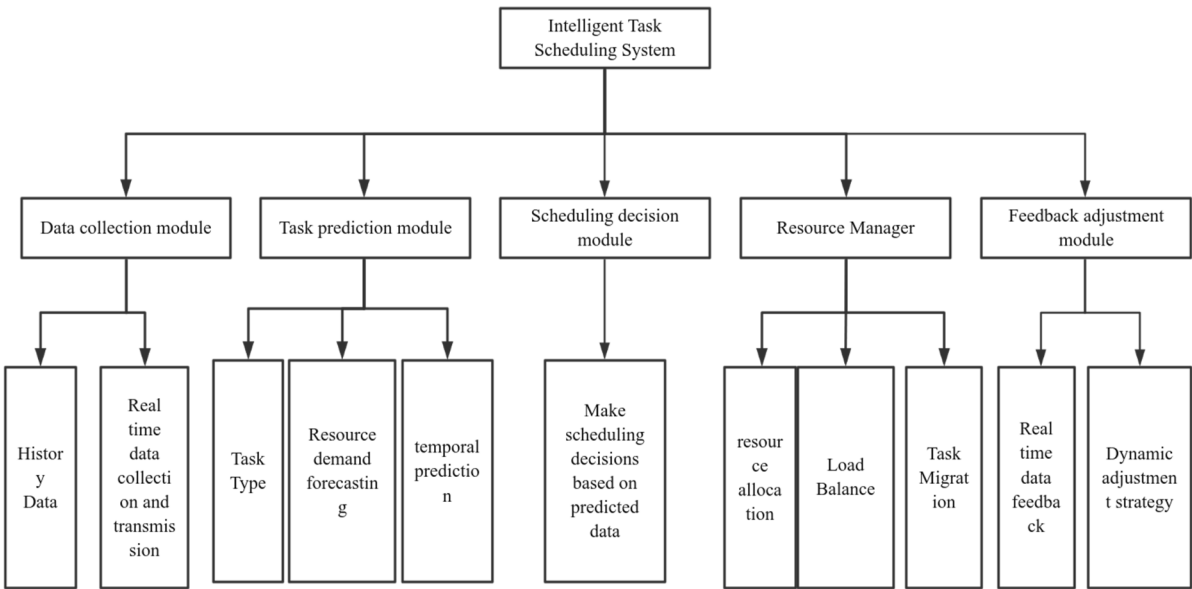 Intelligent Task
Scheduling System
Data collection module
Task prediction module
Scheduling decision
module
Resource Manager
Feedback adjustment
module
Histor
y
Data
Real
time
data
collecti
on and
transmis
sion
Task
Type
Resource
demand
forecastin
g
temporal
predictio
n
Make
scheduling
decisions
based on
predicted
data
resour
ce
alloca
tion
Load
Balance
Task
Migrat
ion
Real
time
data
feedba
ck
Dynamic
adjustmen
t strategy